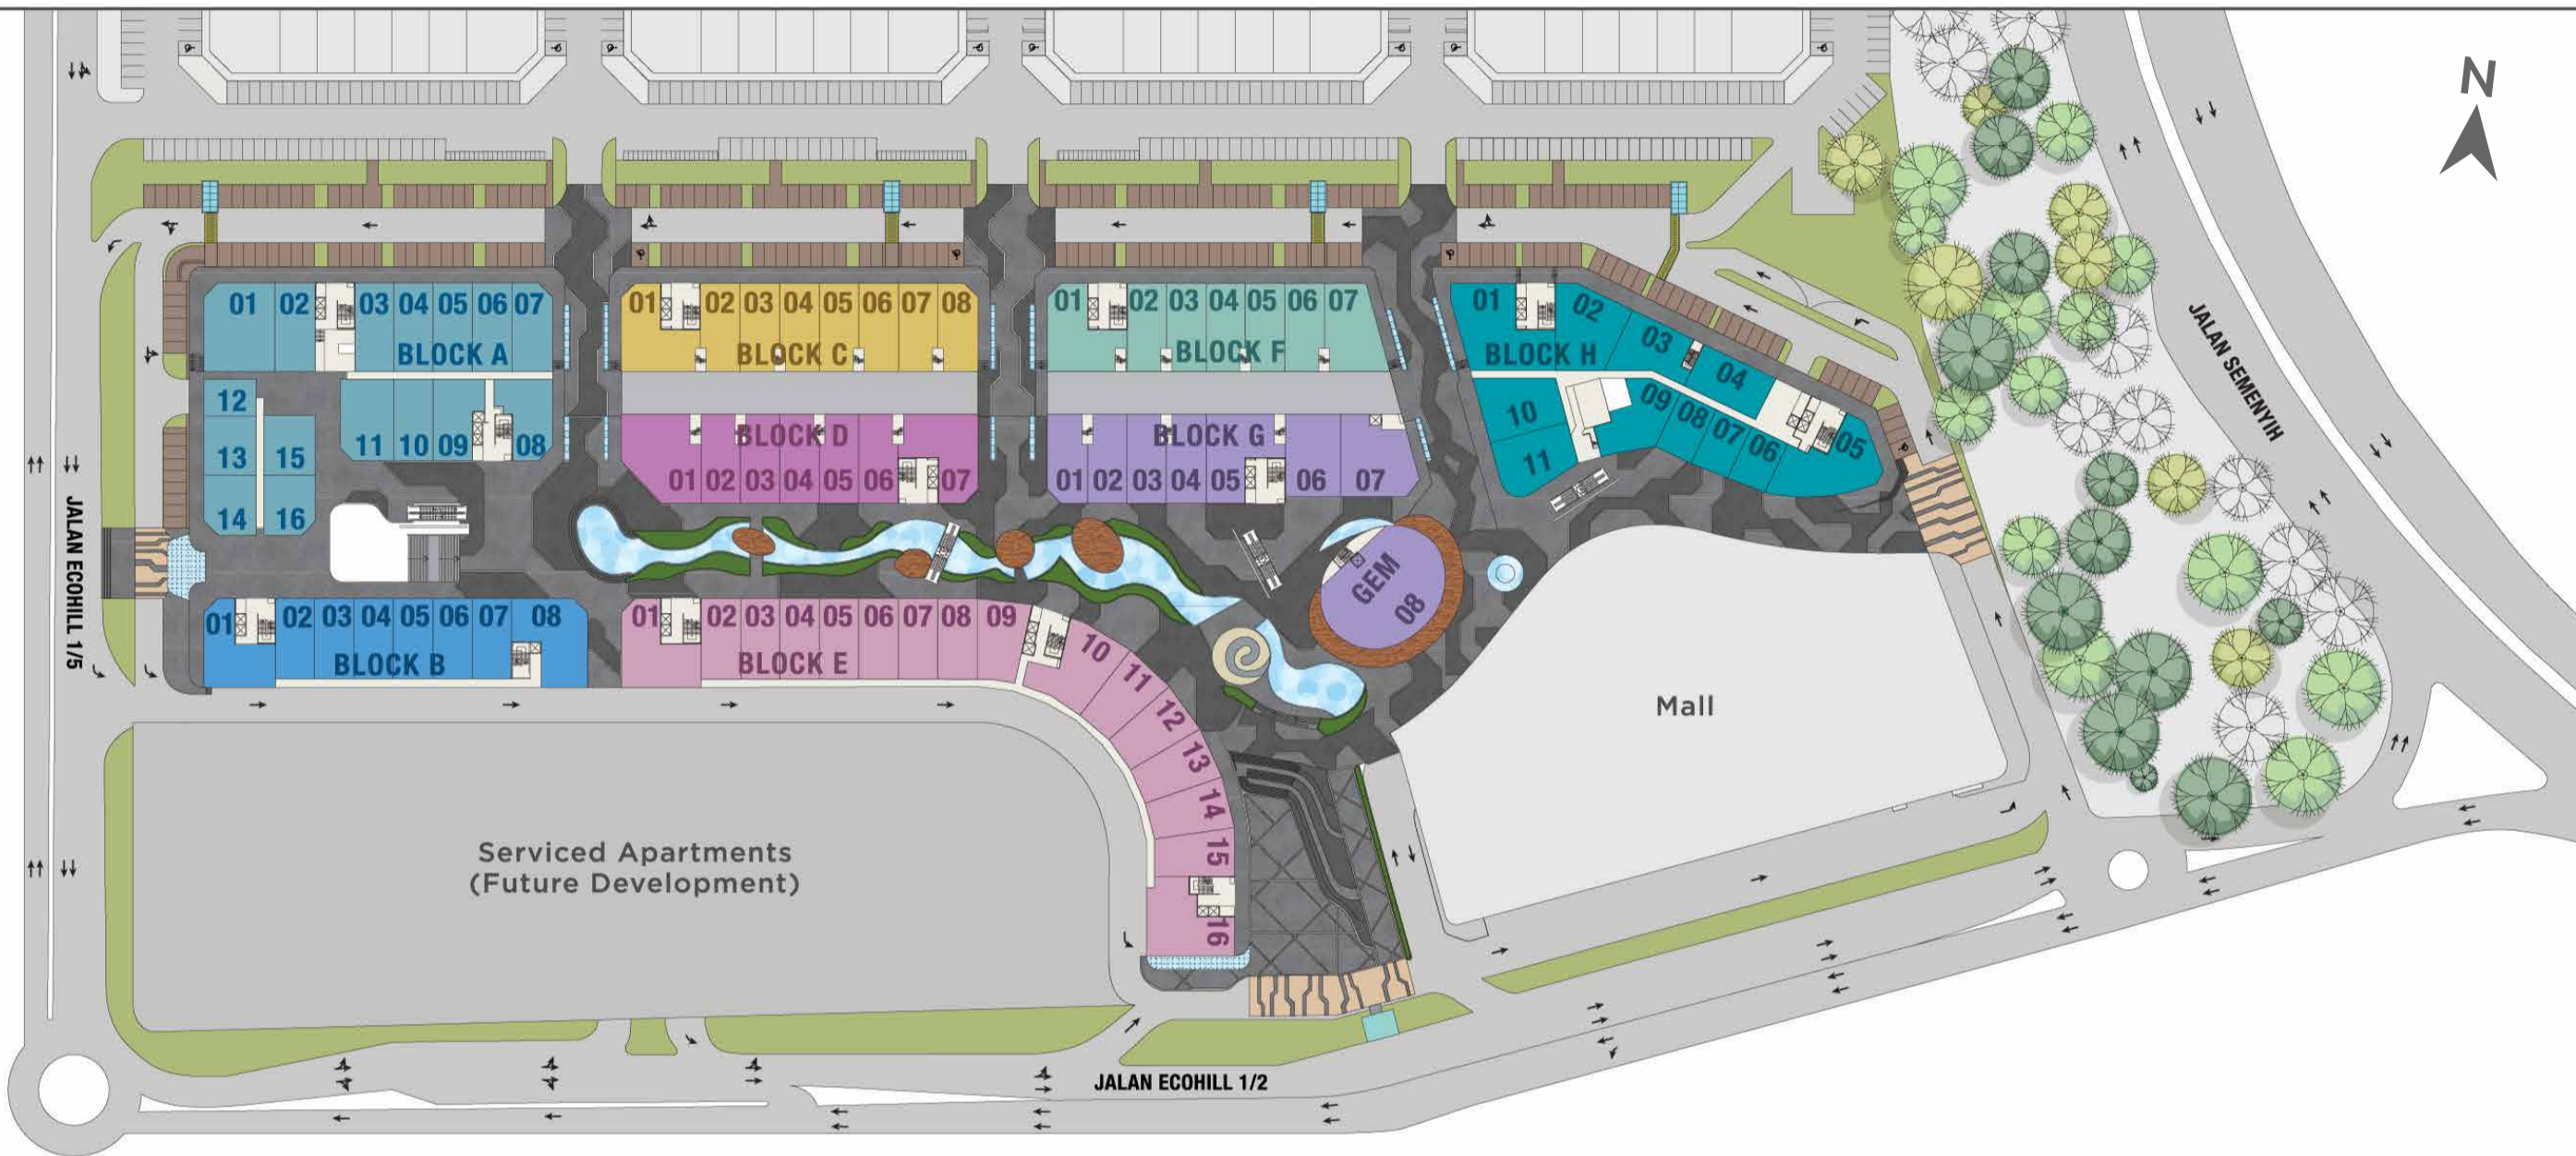 N
01 02 03 04 05 06 07
BLOCK A
12
13 15
14 16
11 10 09 08
01 02 03 04 05 06 07 08
BLOCK C
BLOCK D
01 02 03 04 05 06 07
01 02 03 04 05 06 07
BLOCK F
BLOCK G
01 02 03 04 05 06 07
GEM
08
01 02
03
04
BLOCK H
05
10 09 08 07 06
11
JALAN SEMENYIH
JALAN ECOHILL 1/5
01 02 03 04 05 06 07 08
BLOCK B
01 02 03 04 05 06 07 08 09
BLOCK E
10
11
12
13
14
15
16
Mall
Serviced Apartments
(Future Development)
JALAN ECOHILL 1/2